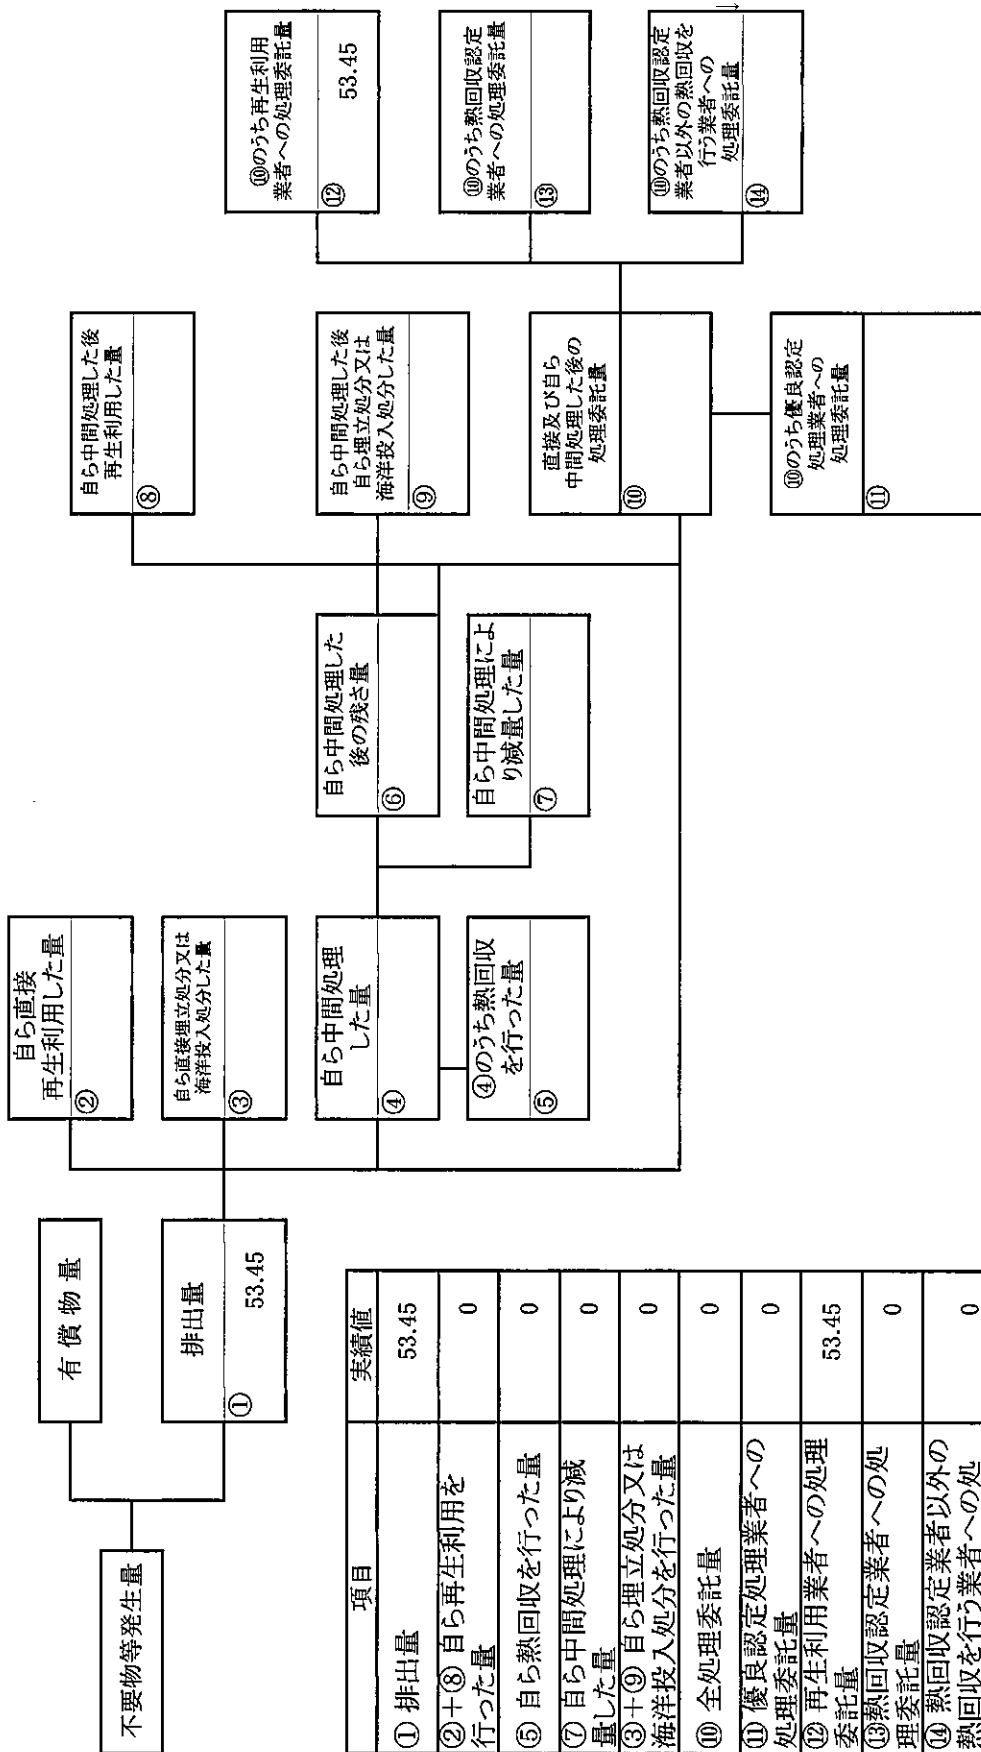 不要物等発生量
有償物量
排出量
①
53.45
自ら直接
再生利用した量
②
自ら直接埋立処分又は
海洋投入処分した量
③
自ら中間処理
した量
④
④のうち熱回収
を行った量
⑤
自ら中間処理した
後の残さ量
⑥
自ら中間処理によ
り減量した量
⑦
自ら中間処理した後
再生利用した量
⑧
自ら中間処理した後
自ら埋立処分又は
海洋投入処分した量
⑨
直接及び自ら
中間処理した後の
処理委託量
⑩
⑩のうち優良認定
処理業者への
処理委託量
⑪
⑩のうち再生利用
業者への処理委託量
⑫
53.45
⑩のうち熱回収認定
業者への処理委託量
⑬
⑩のうち熱回収認定
業者以外の熱回収を
行う業者への
処理委託量
⑭
項目 実績値
① 排出量 53.45
②+⑧ 自ら再生利用を
行った量 0
⑤ 自ら熱回収を行った量 0
⑦ 自ら中間処理により減
量した量 0
③+⑨ 自ら埋立処分又は
海洋投入処分を行った量 0
⑩ 全処理委託量 0
⑪ 優良認定処理業者への
処理委託量 0
⑫ 再生利用業者への処理
委託量 53.45
⑬熱回収認定業者への処
理委託量 0
⑭ 熱回収認定業者以外の
熱回収を行う業者への処 0